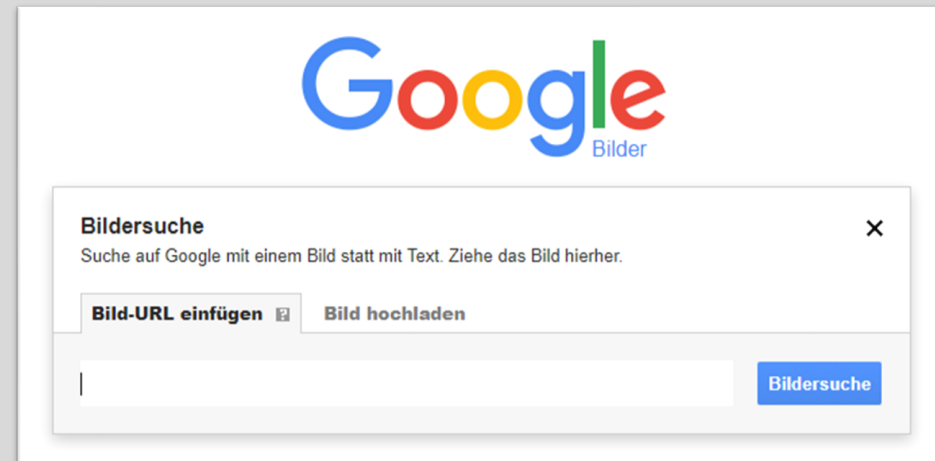 Google
Bilder
Bildersuche
Suche auf Google mit einem Bild statt mit Text. Ziehe das Bild hierher.
Bild-URL einfügen ? Bild hochladen
Bildersuche